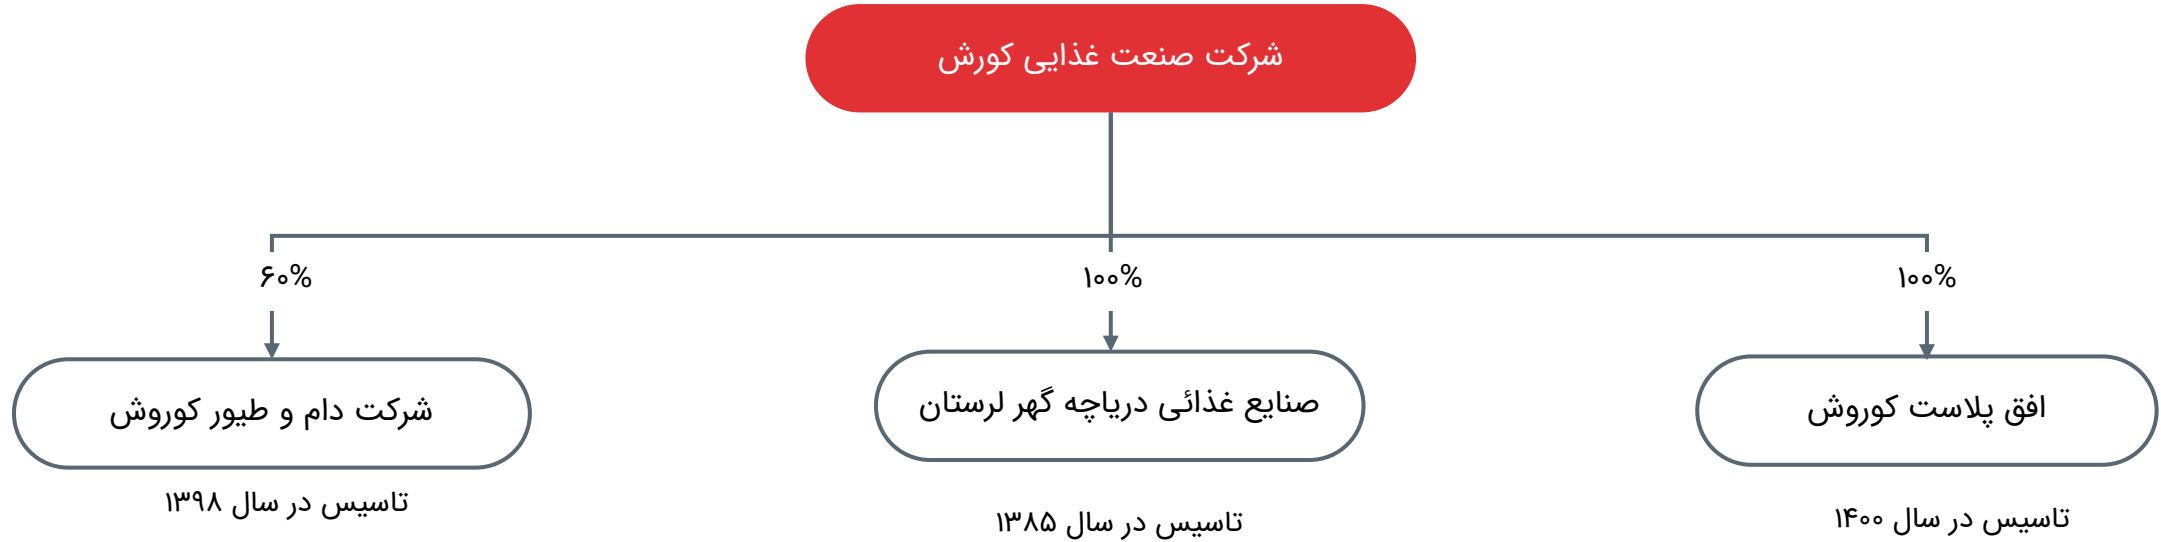 شرکت صنعت غذایی کورش
۱۰۰%
۱۰۰%
۶۰%
افق پلاست کوروش
صنایع غذائی دریاچه گهر لرستان
شرکت دام و طیور کوروش
تاسیس در سال ۱۴۰۰
تاسیس در سال ۱۳۸۵
تاسیس در سال ۱۳۹۸